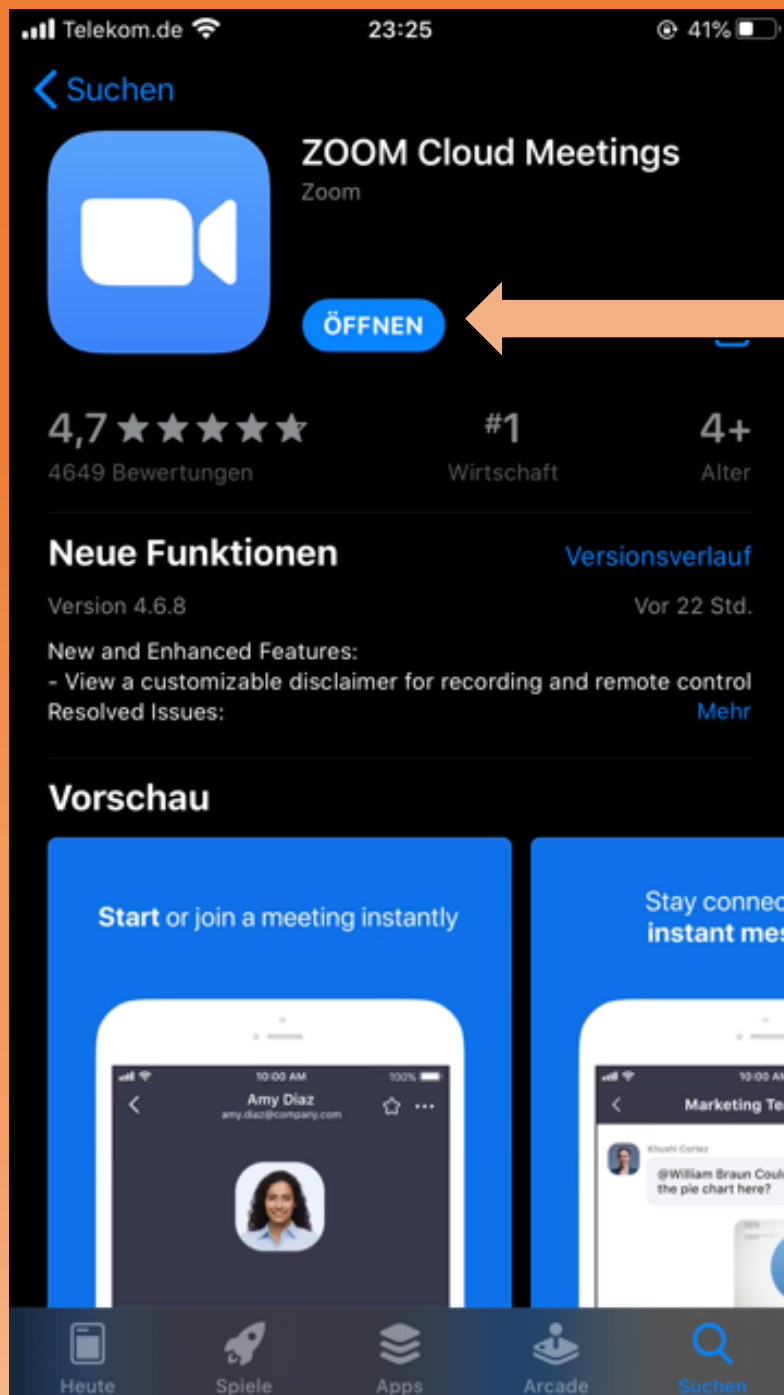 Telekom.de 23:25 41%
Suchen
ZOOM Cloud Meetings
Zoom
ÖFFNEN
4,7 #1 4+
4649 Bewertungen Wirtschaft Alter
Neue Funktionen Versionsverlauf
Version 4.6.8 Vor 22 Std.
New and Enhanced Features:
- View a customizable disclaimer for recording and remote control
Resolved Issues: Mehr
Vorschau
Start or join a meeting instantly
10:00 AM 100%
Amy Diaz
amy.diaz@company.com
Stay connec
instant mes
10:00 AM
Marketing Tea
Khushi Cortez
@William Braun Coul
the pie chart here?
Heute Spiele Apps Arcade Suchen